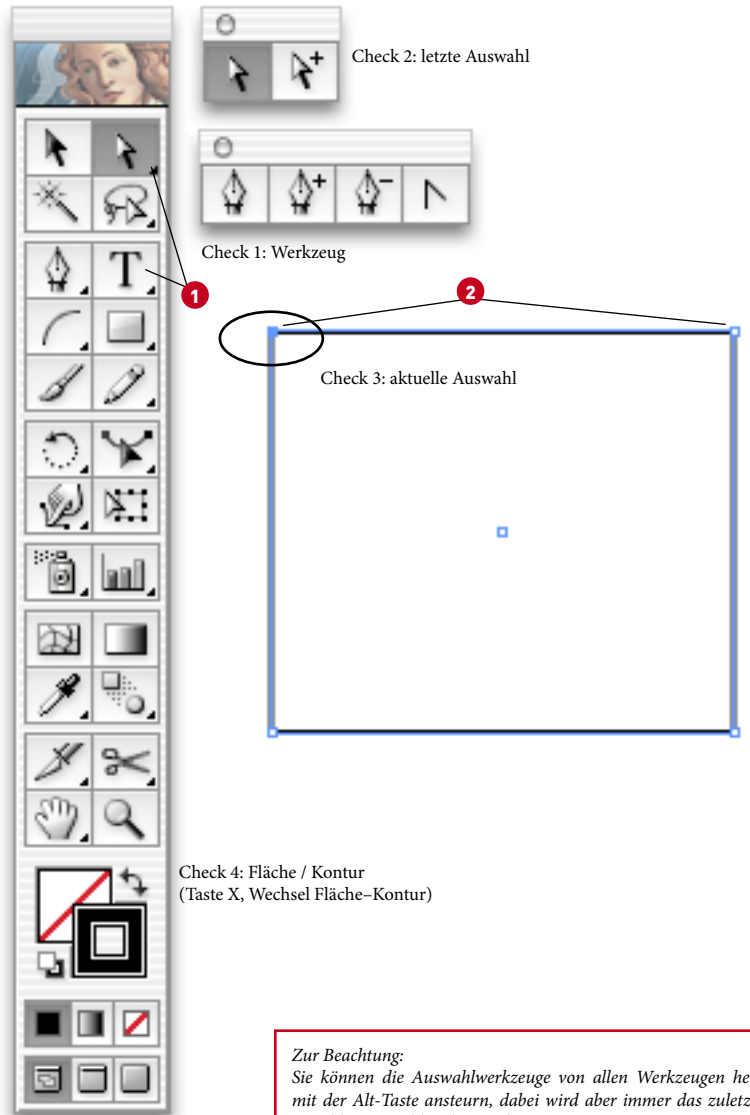 Check 2: letzte Auswahl
Check 1: Werkzeug
T
1
2
Check 3: aktuelle Auswahl
Check 4: Fläche / Kontur
(Taste X, Wechsel Fläche–Kontur)
Zur Beachtung:
Sie können die Auswahlwerkzeuge von allen Werkzeugen
mit der Alt-Taste ansteurn, dabei wird aber immer das